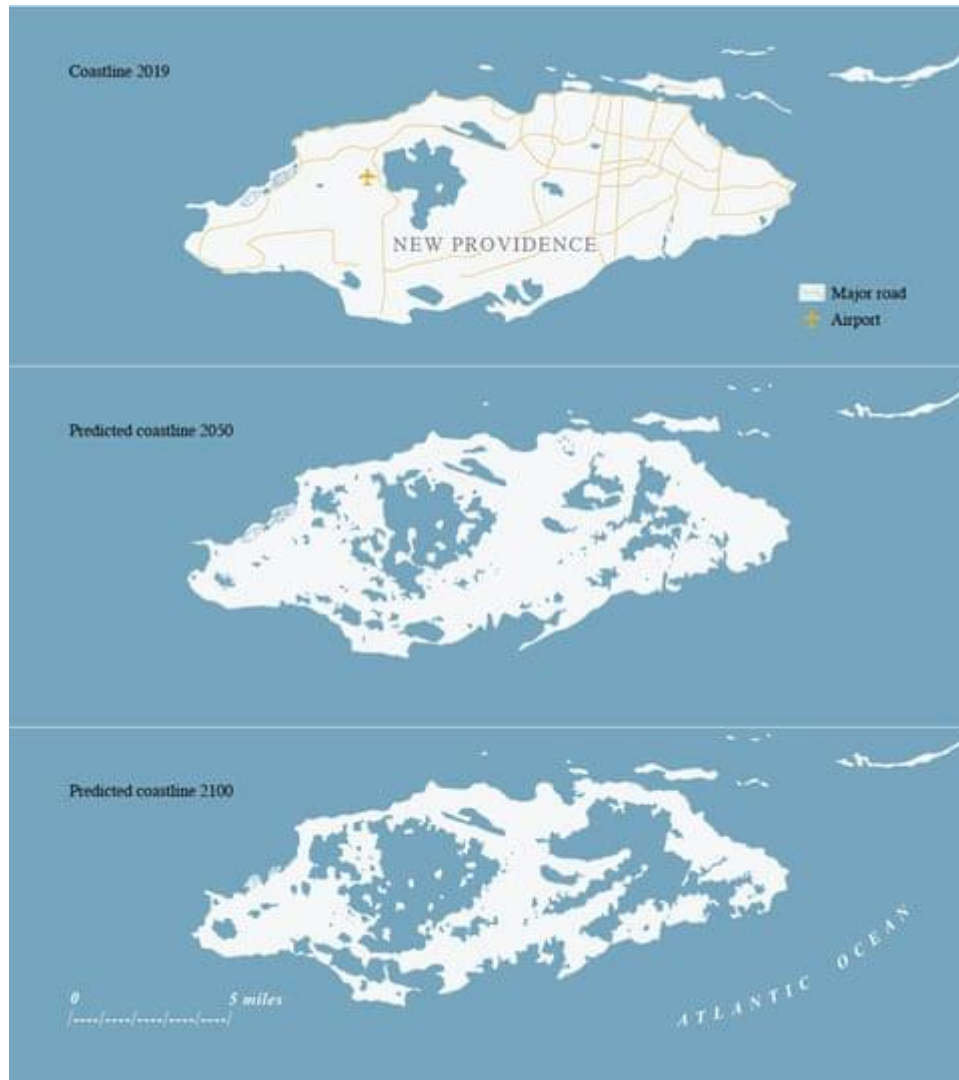 Coastline 2019
NEW PROVIDENCE
Major road
Airport
Predicted coastline 2050
Predicted coastline 2100
0 5 miles
ATLANTIC OCEAN